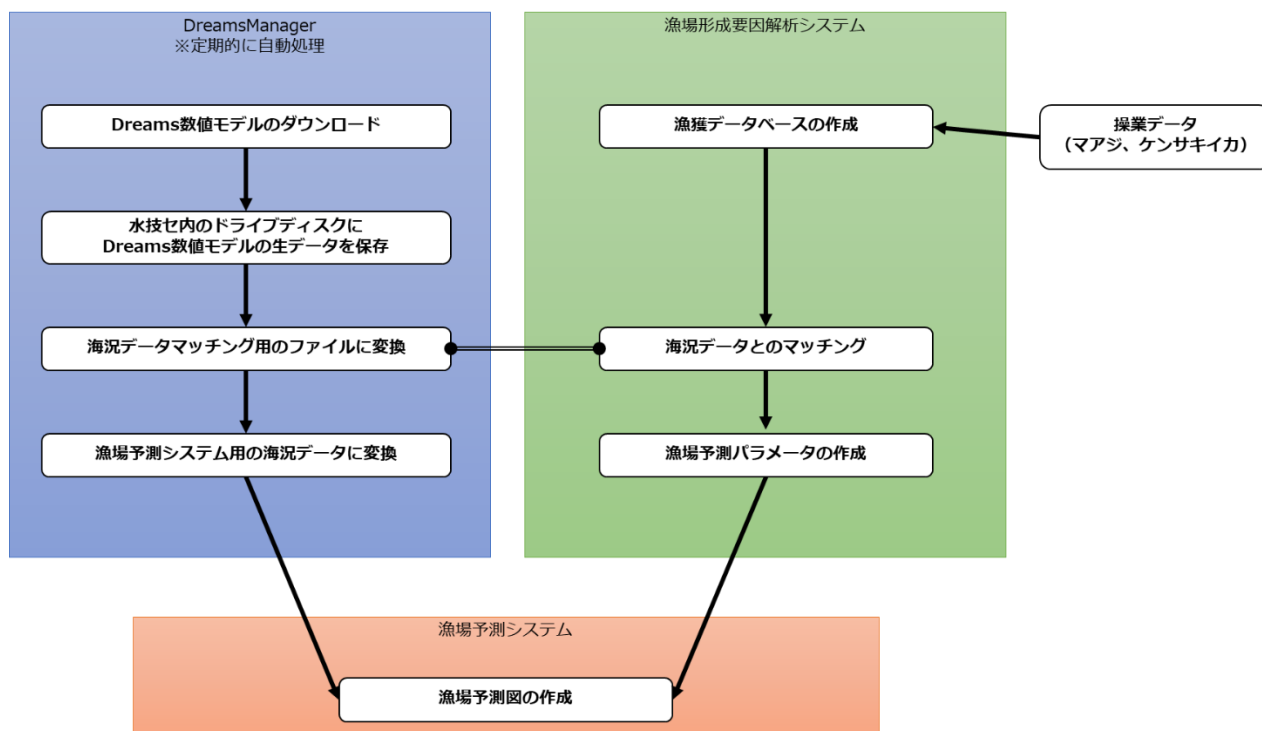 DreamsManager
※定期的に自動処理
Dreams数値モデルのダウンロード
水技セ内のドライブディスクに
Dreams数値モデルの生データを保存
海況データマッチング用のファイルに変換
漁場予測システム用の海況データに変換
漁場形成要因解析システム
漁獲データベースの作成
海況データとのマッチング
漁場予測パラメータの作成
操業データ
（マアジ、ケンサキイカ）
漁場予測システム
漁場予測図の作成